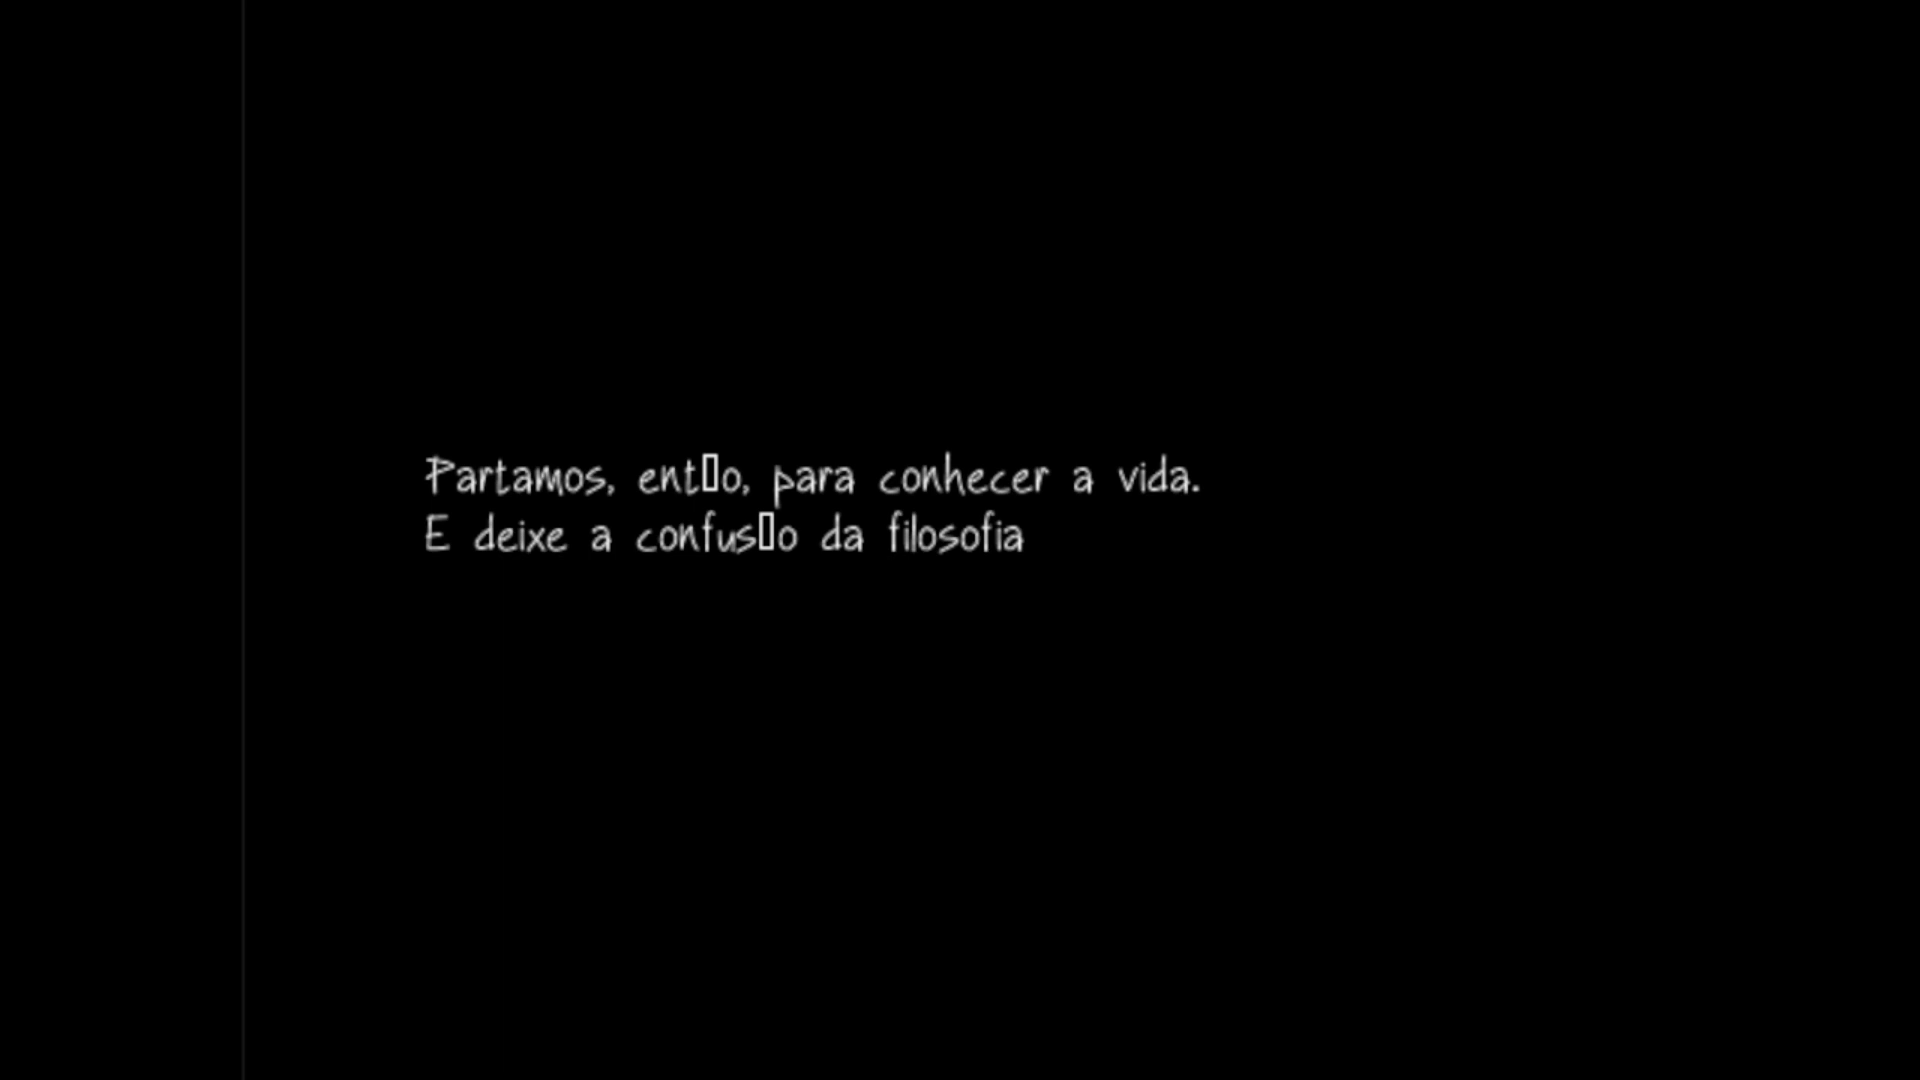 Partamos, ent▯o, para conhecer a vida.
E deixe a confus▯o da filosofia